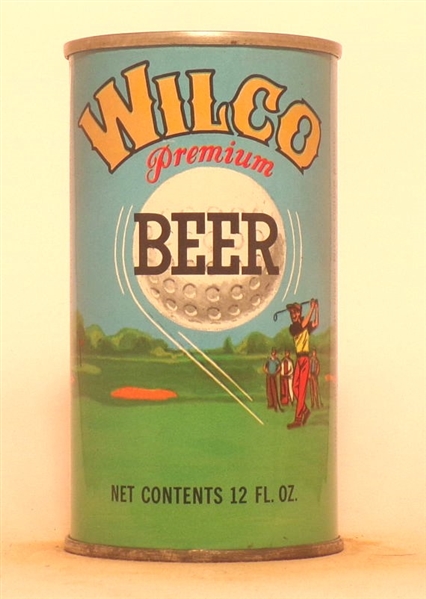 WILCO
Premium
BEER
NET CONTENTS 12 FL. OZ.